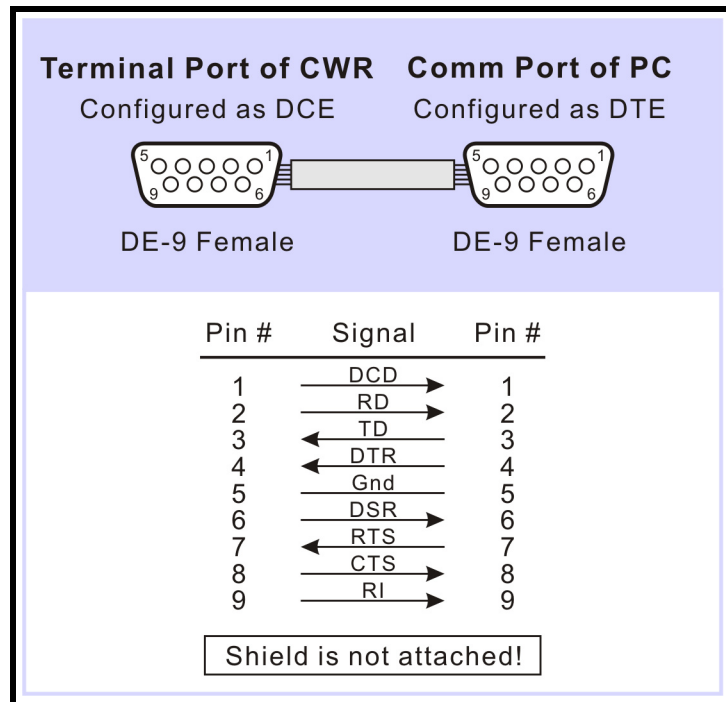 Terminal Port of CWR Comm Port of PC
Configured as DCE Configured as DTE
5 1 5 1
9 6 9 6
DE-9 Female DE-9 Female
Pin # Signal Pin #
1 DCD 1
2 RD 2
3 TD 3
4 DTR 4
5 Gnd 5
6 DSR 6
7 RTS 7
8 CTS 8
9 RI 9
Shield is not attached!